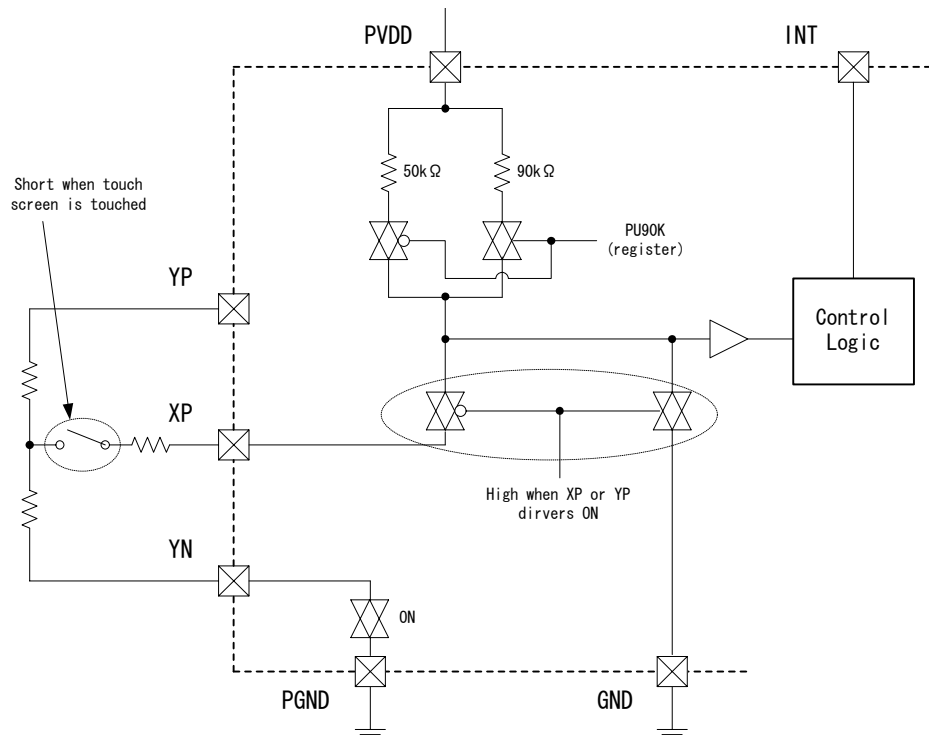 PVDD
INT
50kΩ
90kΩ
Short when touch
screen is touched
PU90K
(register)
YP
Control
Logic
XP
High when XP or YP
dirvers ON
YN
ON
PGND
GND